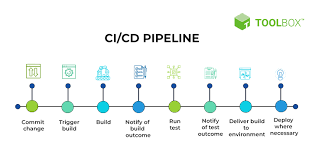 TOOLBOX™
CI/CD PIPELINE
Commit
change
Trigger
build
Build
Notify of
build
outcome
Run
test
Notify
of test
outcome
Deliver build
to
environment
Deploy
where
necessary